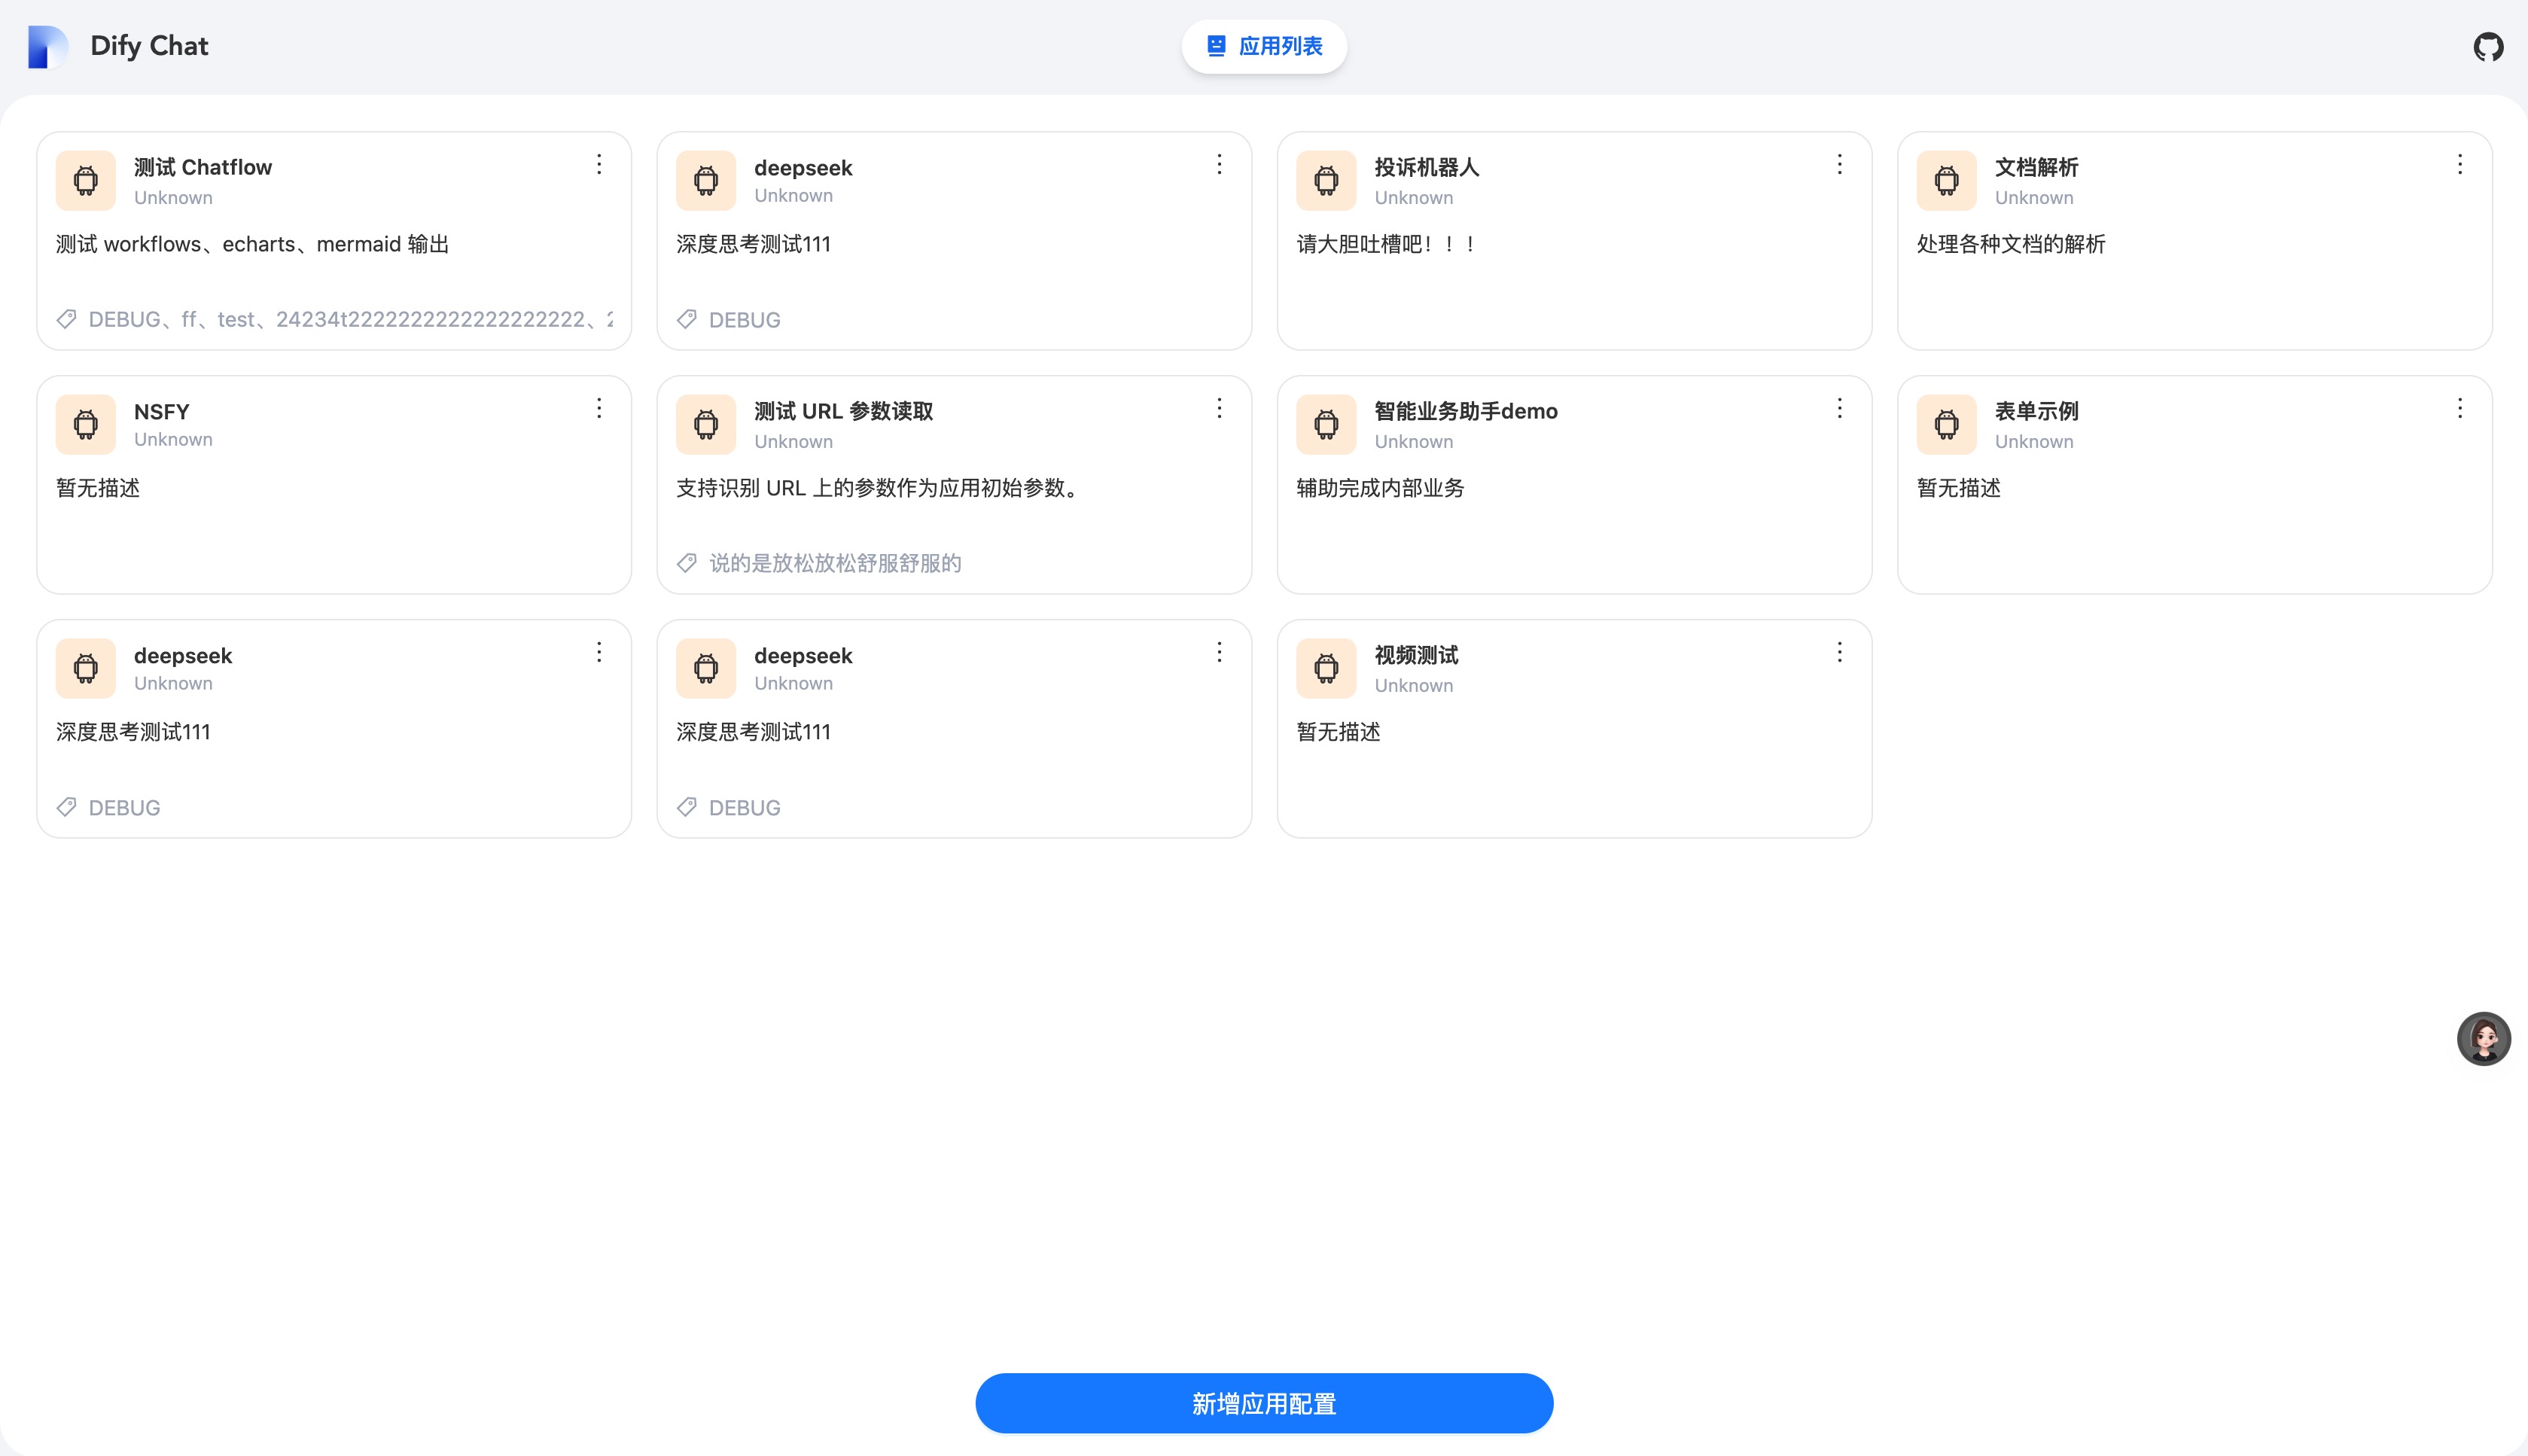 Dify Chat
应用列表
测试 Chatflow
Unknown
测试 workflows、echarts、mermaid 输出
DEBUG、ff、test、24234t2222222222222222222、
deepseek
Unknown
深度思考测试111
DEBUG
投诉机器人
Unknown
请大胆吐槽吧！！！
文档解析
Unknown
处理各种文档的解析
NSFY
Unknown
暂无描述
测试 URL 参数读取
Unknown
支持识别 URL 上的参数作为应用初始参数。
说的是放松放松舒服舒服的
智能业务助手demo
Unknown
辅助完成内部业务
表单示例
Unknown
暂无描述
deepseek
Unknown
深度思考测试111
DEBUG
deepseek
Unknown
深度思考测试111
DEBUG
视频测试
Unknown
暂无描述
新增应用配置